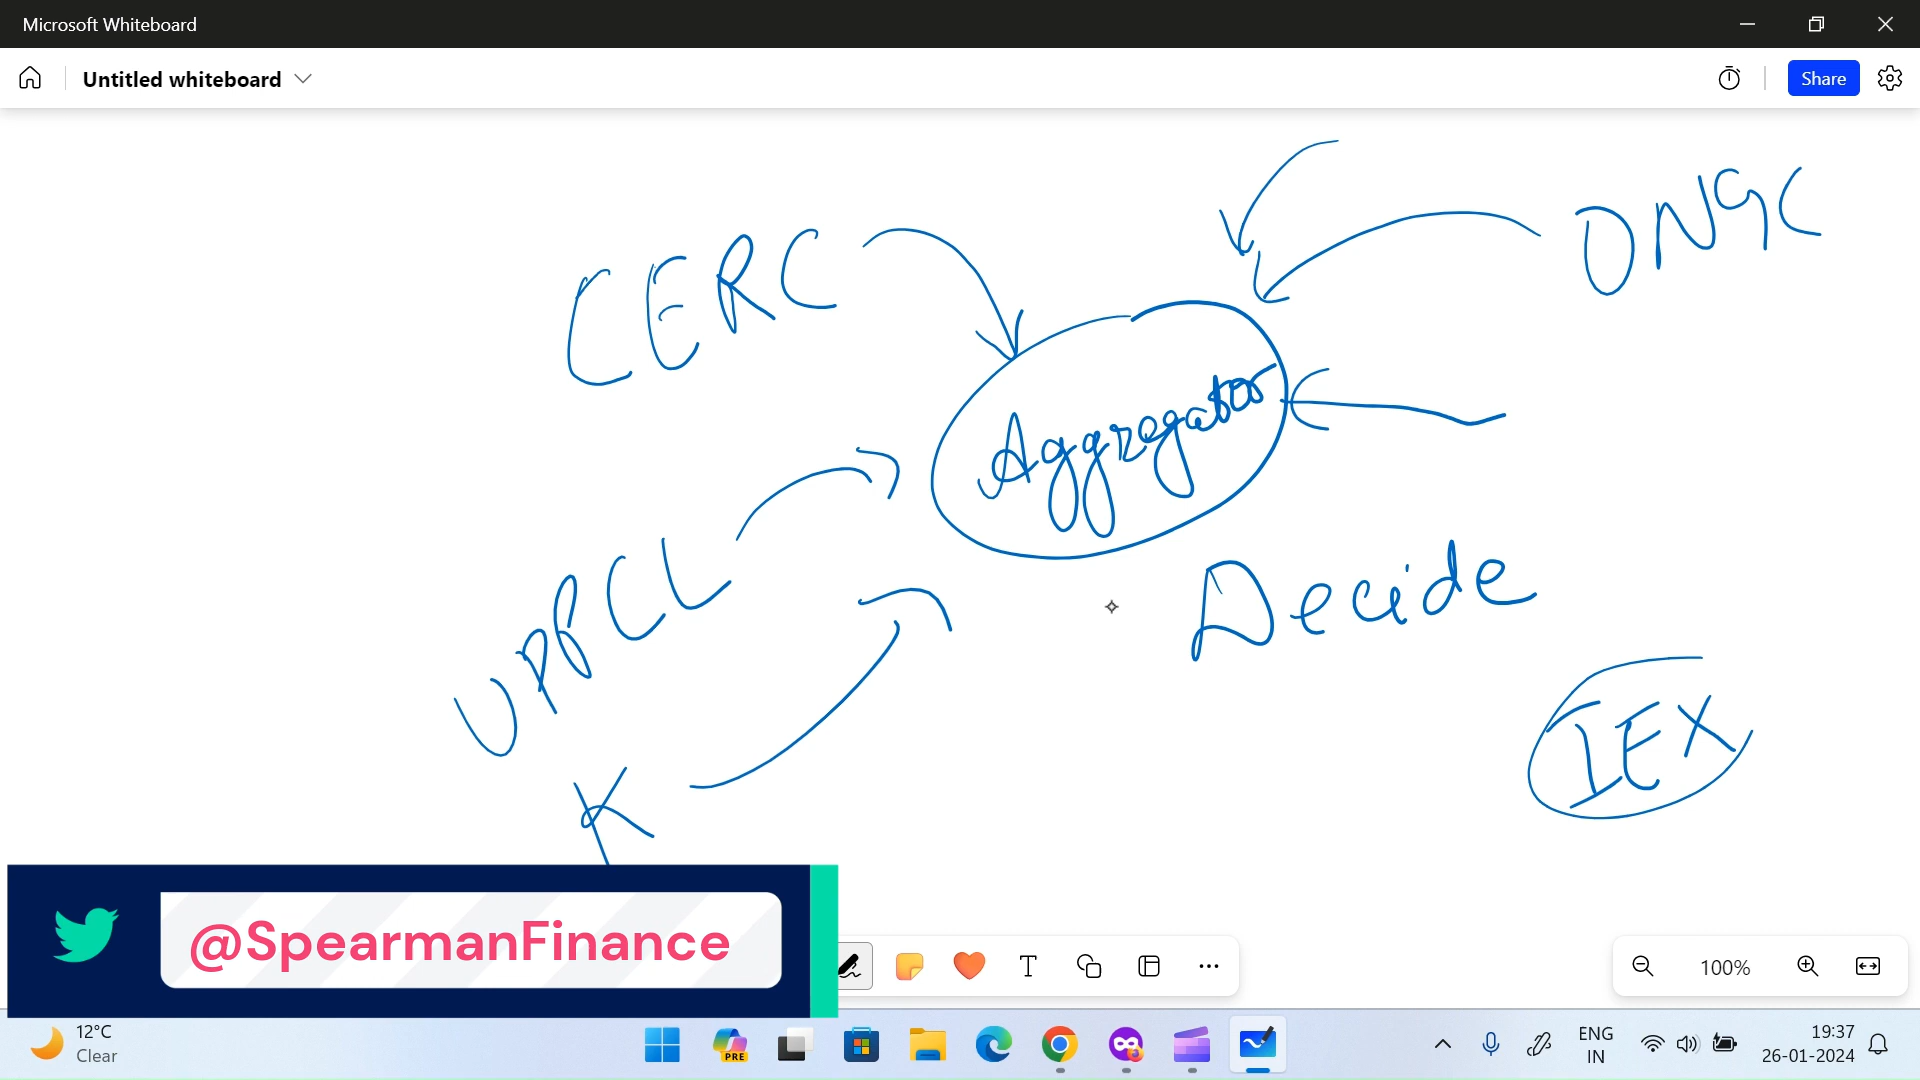 Microsoft Whiteboard
Untitled whiteboard
Share
CERC
ONGC
Aggregator
UPPCL
Decide
IEX
K
@SpearmanFinance
T
100%
12°C
Clear
PRE
ENG
IN
19:37
26-01-2024